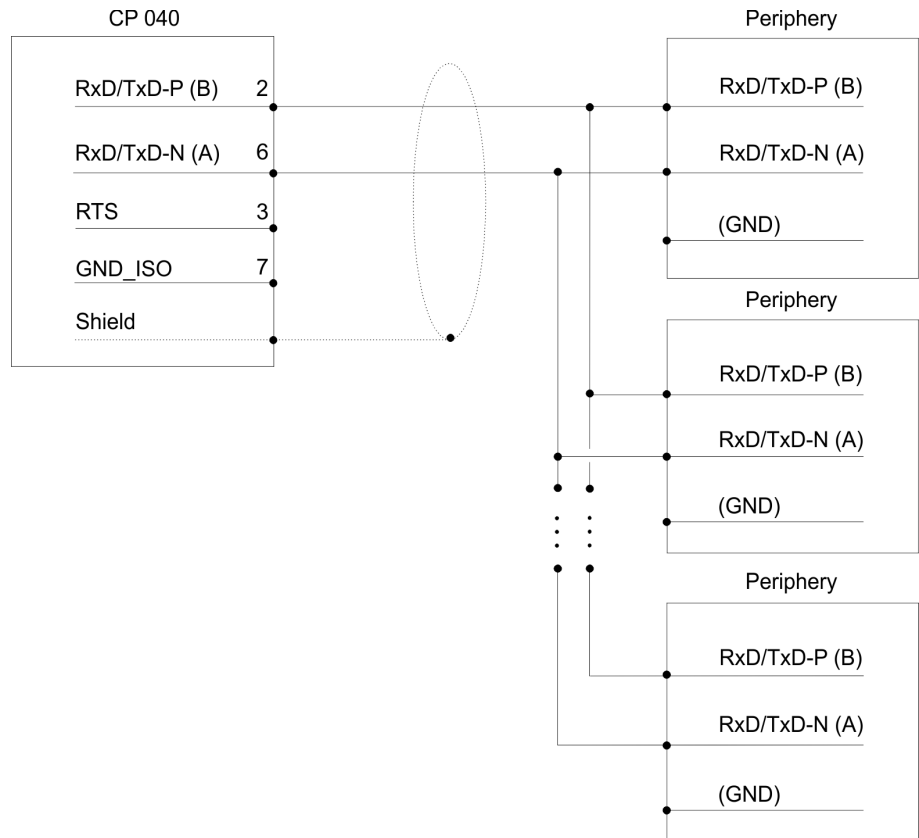 CP 040
RxD/TxD-P (B) 2
RxD/TxD-N (A) 6
RTS 3
GND_ISO 7
Shield
Periphery
RxD/TxD-P (B)
RxD/TxD-N (A)
(GND)
Periphery
RxD/TxD-P (B)
RxD/TxD-N (A)
(GND)
Periphery
RxD/TxD-P (B)
RxD/TxD-N (A)
(GND)